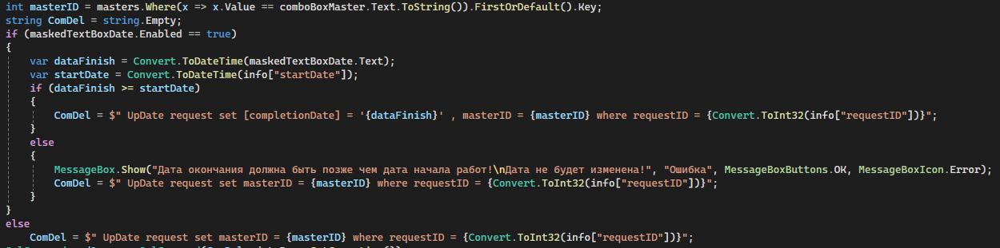 int masterID = masters.Where(x => x.Value == comboBoxMaster.Text.ToString()).FirstOrDefault().Key;
string ComDel = string.Empty;
if (maskedTextBoxDate.Enabled == true)
{
    var dataFinish = Convert.ToDateTime(maskedTextBoxDate.Text);
    var startDate = Convert.ToDateTime(info["startDate"]);
    if (dataFinish >= startDate)
    {
        ComDel = $" UpDate request set [completionDate] = '{dataFinish}' , masterID = {masterID} where requestID = {Convert.ToInt32(info["requestID"])}";
    }
    else
    {
        MessageBox.Show("Дата окончания должна быть позже чем дата начала работ!\nДата не будет изменена!", "Ошибка", MessageBoxButtons.OK, MessageBoxIcon.Error);
        ComDel = $" UpDate request set masterID = {masterID} where requestID = {Convert.ToInt32(info["requestID"])}";
    }
}
else
    ComDel = $" UpDate request set masterID = {masterID} where requestID = {Convert.ToInt32(info["requestID"])}";